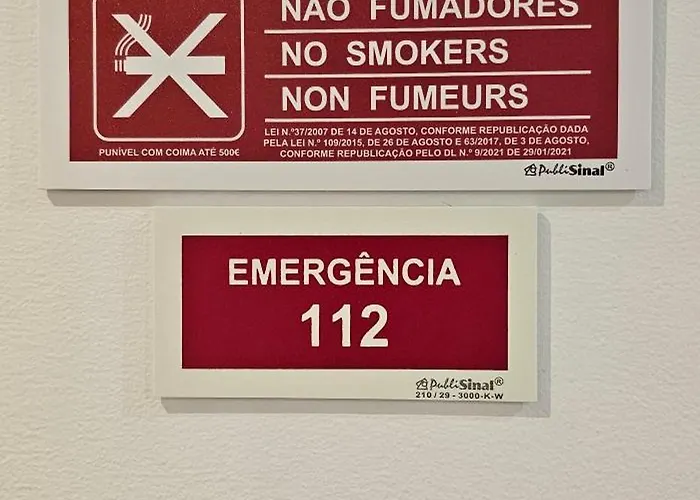 NÃO FUMADORES
NO SMOKERS
NON FUMEURS
LEI N.º37/2007 DE 14 DE AGOSTO, CONFORME REPUBLICAÇÃO DADA
PELA LEI N.º 109/2015, DE 26 DE AGOSTO E 63/2017, DE 3 DE AGOSTO,
CONFORME REPUBLICAÇÃO PELO DL N.º 9/2021 DE 29/01/2021
PUNÍVEL COM COIMA ATÉ 500€
PubliSinal®
EMERGÊNCIA
112
PubliSinal®
210 / 29 - 3000-K-W